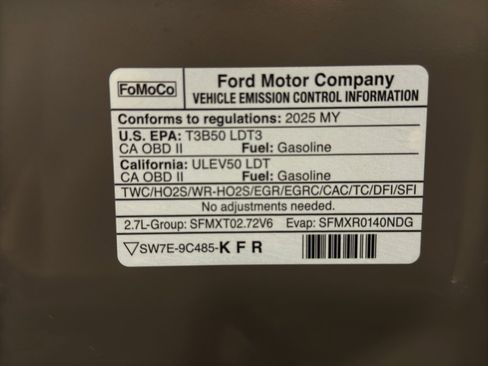 FoMoCo
Ford Motor Company
VEHICLE EMISSION CONTROL INFORMATION
Conforms to regulations: 2025 MY
U.S. EPA: T3B50 LDT3
CA OBD II Fuel: Gasoline
California: ULEV50 LDT
CA OBD II Fuel: Gasoline
TWC/HO2S/WR-HO2S/EGR/EGRC/CAC/TC/DFI/SFI
No adjustments needed.
2.7L-Group: SFMXT02.72V6 Evap: SFMXR0140NDG
▽SW7E-9C485-K F R